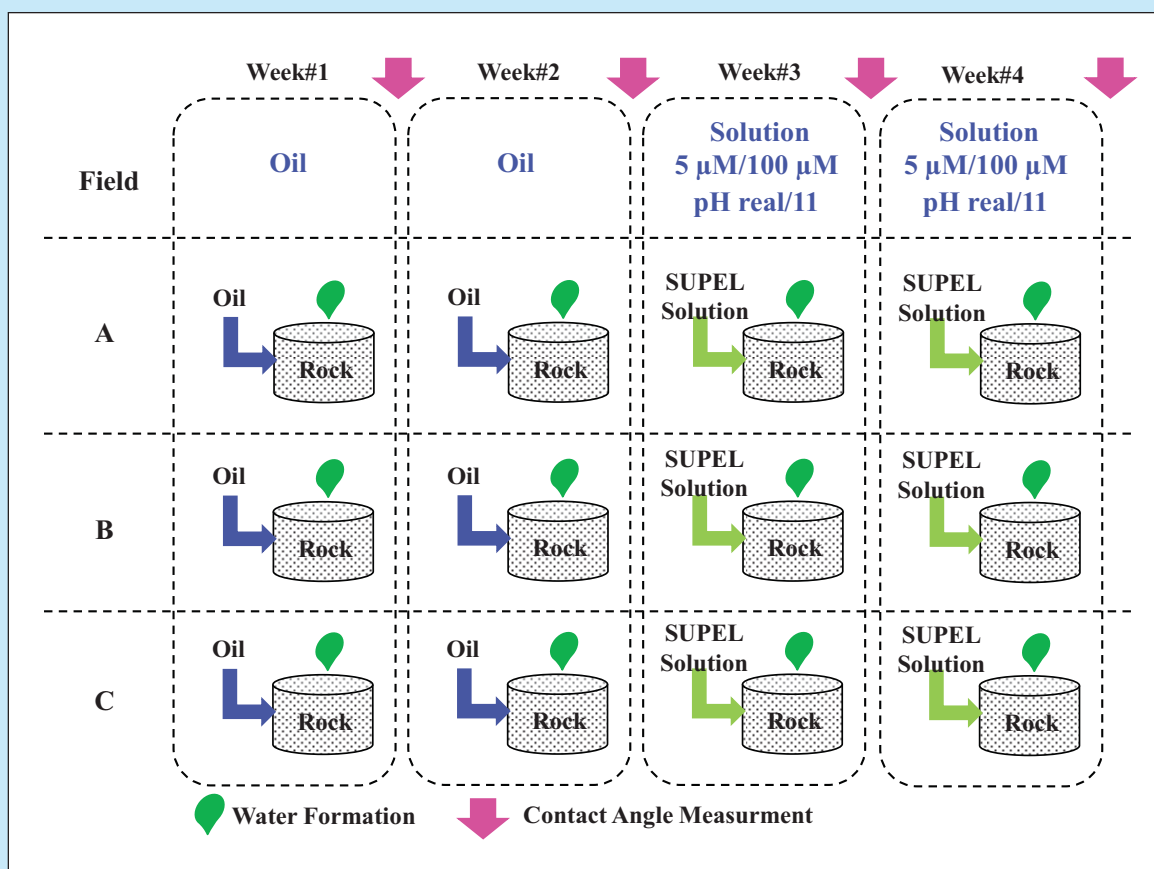 Week#1
Week#2
Week#3
Week#4
Field
Oil
Oil
Solution
5 μM/100 μM
pH real/11
Solution
5 μM/100 μM
pH real/11
A
Oil
Rock
Oil
Rock
SUPEL
Solution
Rock
SUPEL
Solution
Rock
B
Oil
Rock
Oil
Rock
SUPEL
Solution
Rock
SUPEL
Solution
Rock
C
Oil
Rock
Oil
Rock
SUPEL
Solution
Rock
SUPEL
Solution
Rock
Water Formation
Contact Angle Measurment